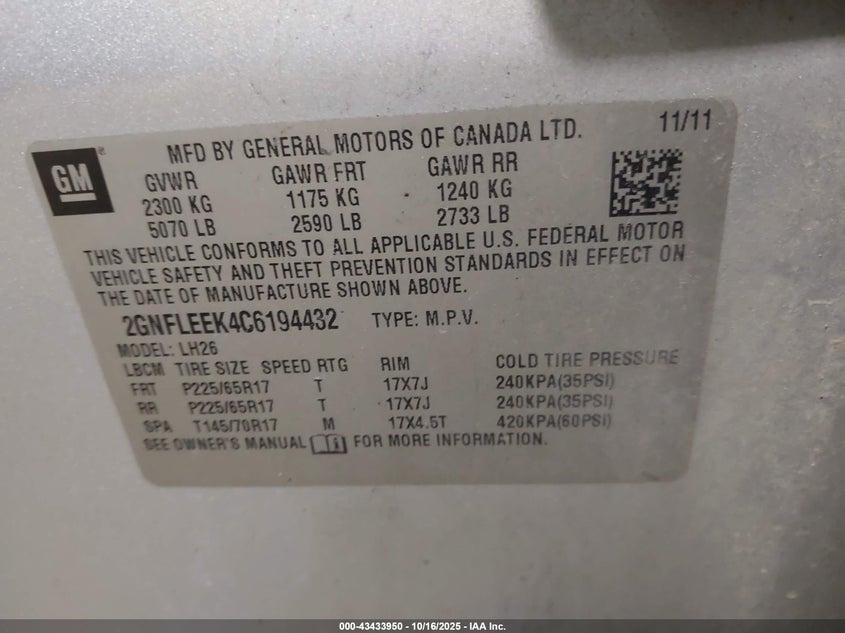 GM®
MFD BY GENERAL MOTORS OF CANADA LTD. 11/11
GVWR GAWR FRT GAWR RR
2300 KG 1175 KG 1240 KG
5070 LB 2590 LB 2733 LB
THIS VEHICLE CONFORMS TO ALL APPLICABLE U.S. FEDERAL MOTOR
VEHICLE SAFETY AND THEFT PREVENTION STANDARDS IN EFFECT ON
THE DATE OF MANUFACTURE SHOWN ABOVE.
2GNFLEEK4C6194432 TYPE: M.P.V.
MODEL: LH26
LBCM TIRE SIZE SPEED RTG RIM COLD TIRE PRESSURE
FRT P225/65R17 T 17X7J 240KPA(35PSI)
RR P225/65R17 T 17X7J 240KPA(35PSI)
SPA T145/70R17 M 17X4.5T 420KPA(60PSI)
SEE OWNER'S MANUAL FOR MORE INFORMATION.
000-43433950 - 10/16/2025 - IAA Inc.